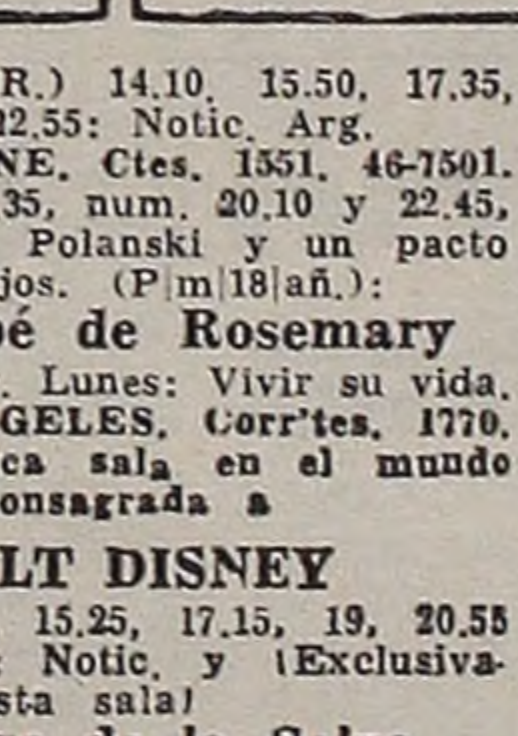 R.) 14.10, 15.50, 17.35,
22.55: Notic. Arg.
NE. Ctes. 1551. 46-7501.
35, num. 20.10 y 22.45,
Polanski y un pacto
jos. (P|m|18|añ.):
bé de Rosemary
. Lunes: Vivir su vida.
GELES. Corr'tes. 1770.
ca sala en el mundo
onsagrada a
LT DISNEY
15.25, 17.15, 19, 20.55
: Notic. y ¡Exclusiva-
sta sala!